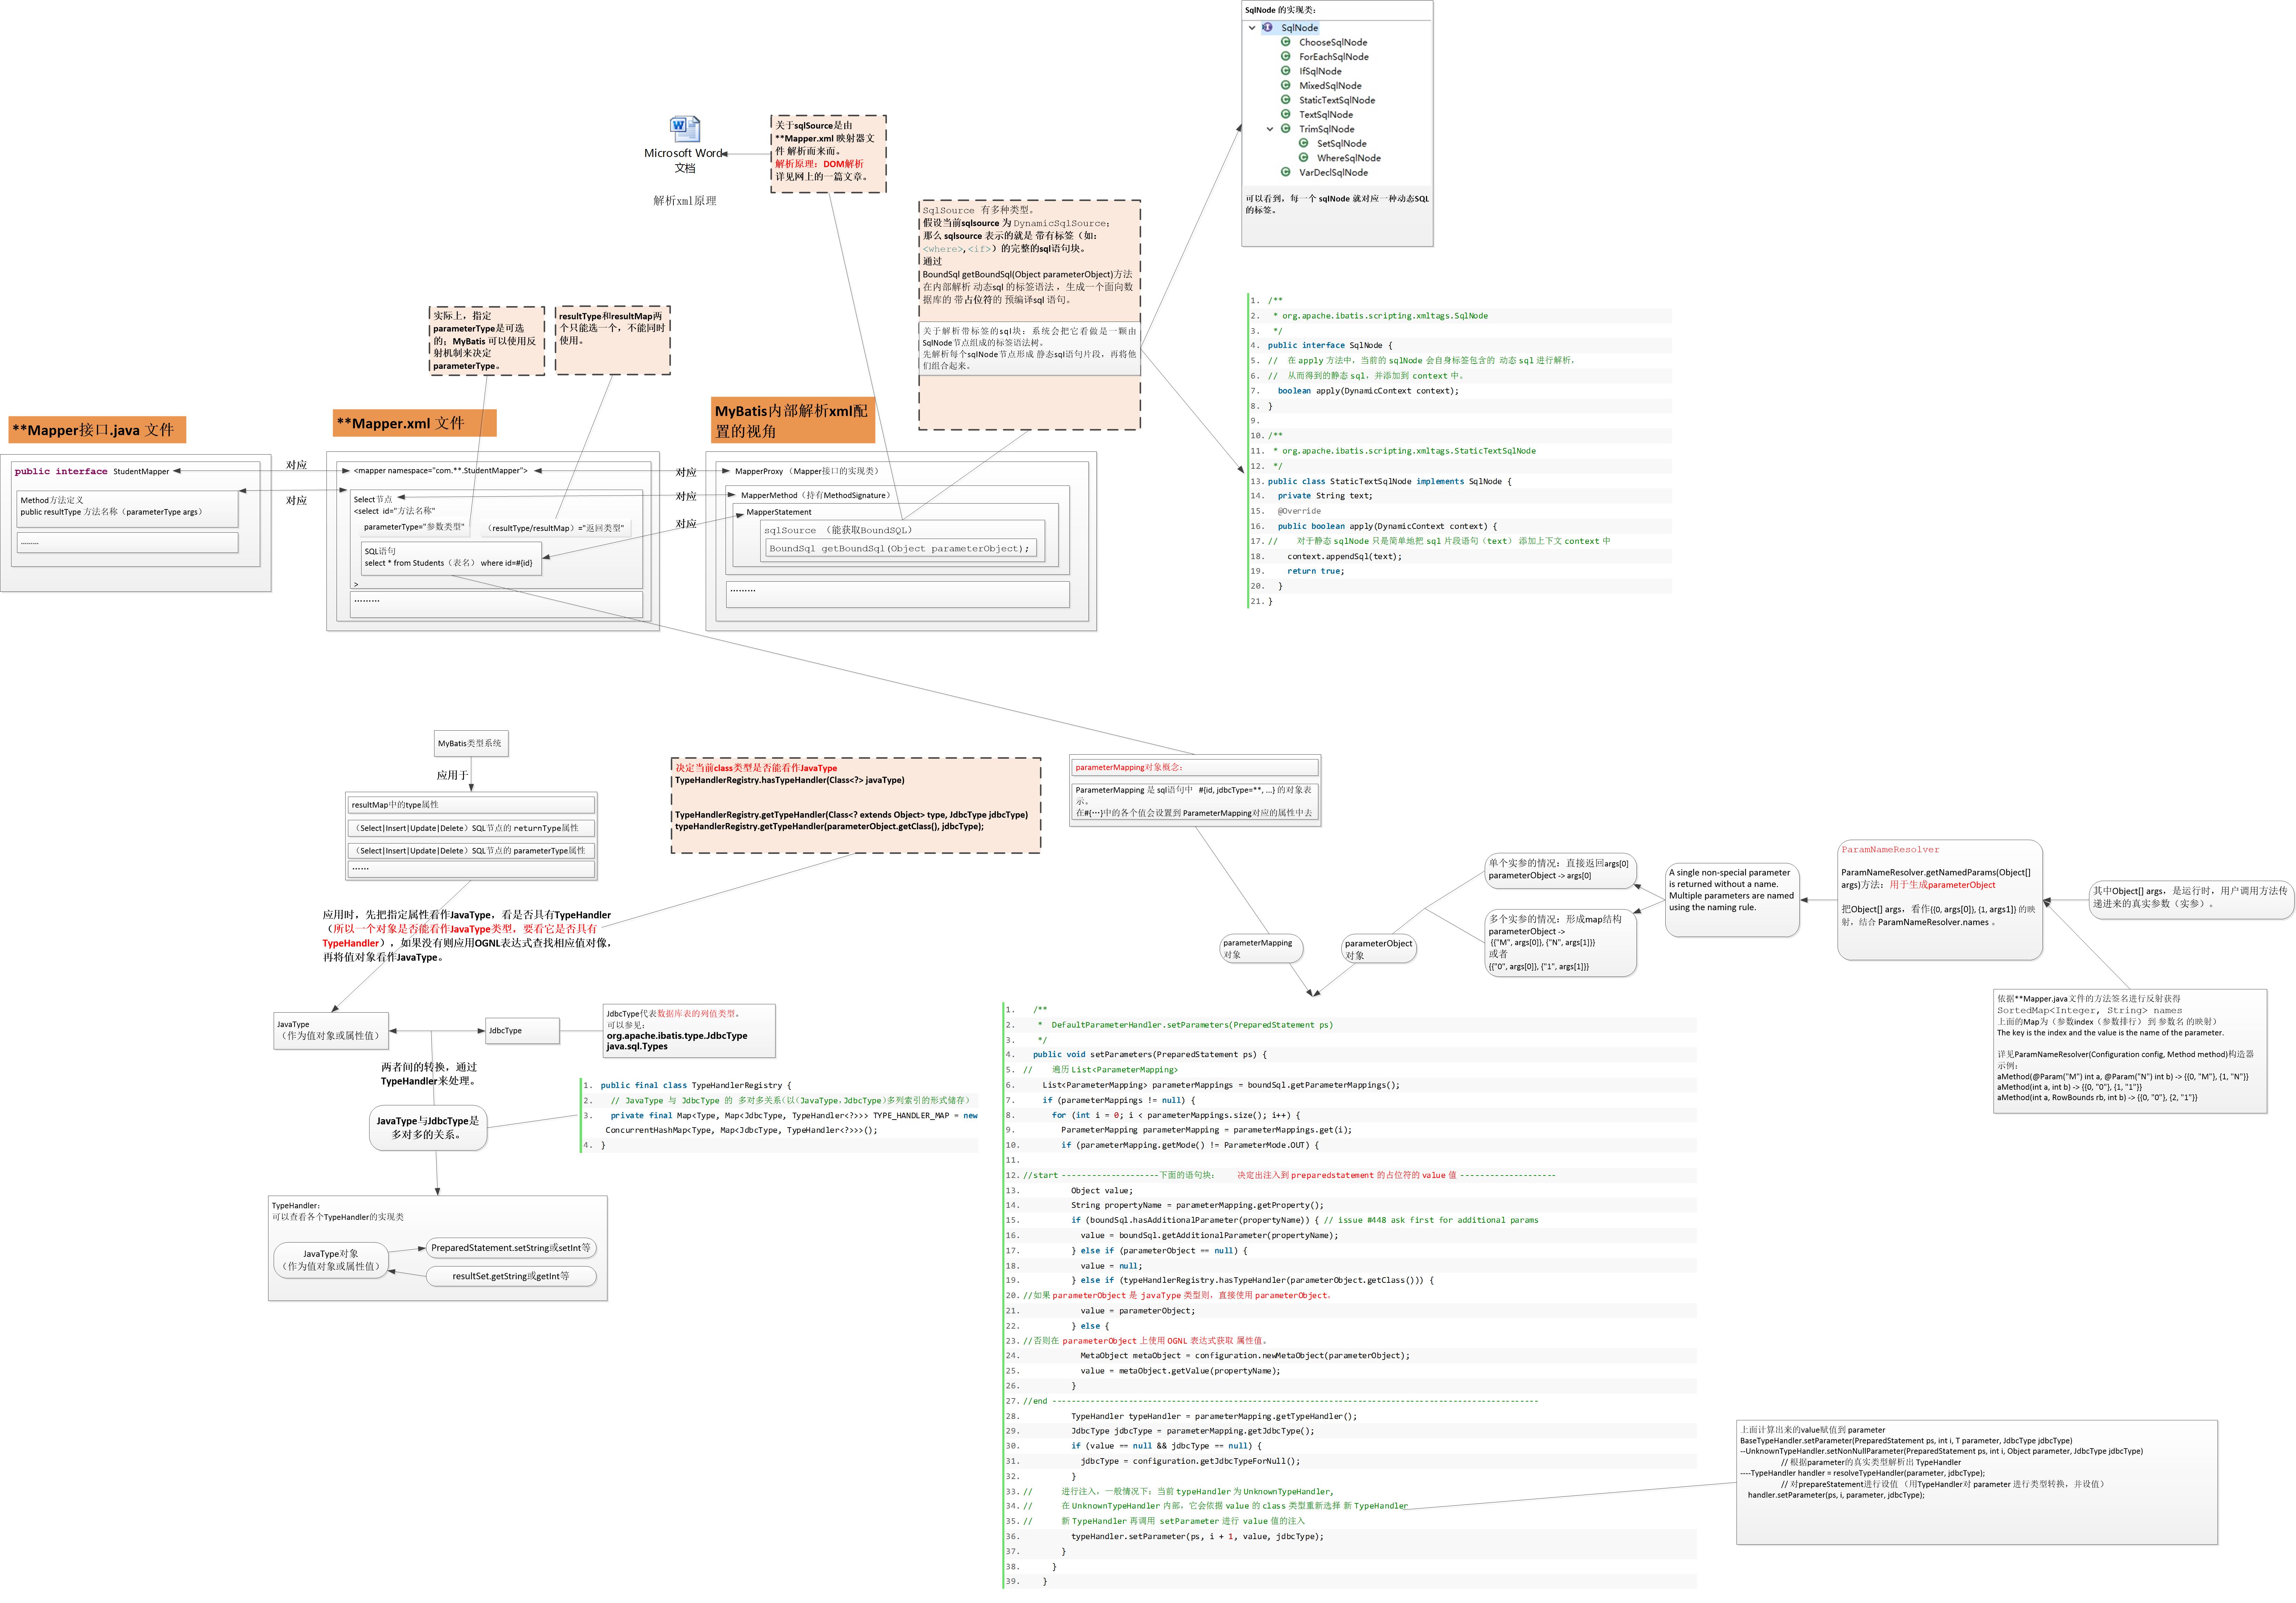 SqlNode 的实现类：
SqlNode
ChooseSqlNode
ForEachSqlNode
IfSqlNode
MixedSqlNode
StaticTextSqlNode
TextSqlNode
TrimSqlNode
SetSqlNode
WhereSqlNode
VarDeclSqlNode
可以看到，每一个 sqlNode 就对应一种动态SQL
的标签。
Microsoft Word
文档
解析xml原理
关于sqlSource是由
**Mapper.xml 映射器文
件 解析而来而。
解析原理：DOM解析
详见网上的一篇文章。
SqlSource 有多种类型。
假设当前sqlsource 为 DynamicSqlSource；
那么 sqlsource 表示的就是 带有标签（如：
<where>,<if>）的完整的sql语句块。
通过
BoundSql getBoundSql(Object parameterObject)方法
在内部解析 动态sql 的标签语法 ，生成一个面向数
据库的 带占位符的 预编译sql 语句。
关于解析带标签的sql块：系统会把它看做是一颗由
SqlNode节点组成的标签语法树。
先解析每个sqlNode节点形成 静态sql语句片段，再将他
们组合起来。
实际上，指定
parameterType是可选
的；MyBatis 可以使用反
射机制来决定
parameterType。
resultType和resultMap两
个只能选一个，不能同时
使用。
1. /**
2.  * org.apache.ibatis.scripting.xmltags.SqlNode
3.  */
4. public interface SqlNode {
5. //  在 apply 方法中，当前的 sqlNode 会自身标签包含的 动态 sql 进行解析，
6. //  从而得到的静态 sql，并添加到 context 中。
7.   boolean apply(DynamicContext context);
8. }
9.
10. /**
11.  * org.apache.ibatis.scripting.xmltags.StaticTextSqlNode
12.  */
13. public class StaticTextSqlNode implements SqlNode {
14.   private String text;
15.   @Override
16.   public boolean apply(DynamicContext context) {
17. //    对于静态 sqlNode 只是简单地把 sql 片段语句（text） 添加上下文 context 中
18.     context.appendSql(text);
19.     return true;
20.   }
21. }
**Mapper接口.java 文件
**Mapper.xml 文件
MyBatis内部解析xml配
置的视角
public interface StudentMapper
Method方法定义
public resultType 方法名称（parameterType args）
………
对应
对应
<mapper namespace="com.**.StudentMapper">
Select节点
<select id="方法名称"
parameterType="参数类型"
（resultType/resultMap）="返回类型"
SQL语句
select * from Students（表名） where id=#{id}
>
………
对应
对应
对应
MapperProxy （Mapper接口的实现类）
MapperMethod（持有MethodSignature）
MapperStatement
sqlSource （能获取BoundSQL）
BoundSql getBoundSql(Object parameterObject);
………
MyBatis类型系统
应用于
resultMap中的type属性
（Select|Insert|Update|Delete）SQL节点的 returnType属性
（Select|Insert|Update|Delete）SQL节点的 parameterType属性
……
决定当前class类型是否能看作JavaType
TypeHandlerRegistry.hasTypeHandler(Class<?> javaType)
TypeHandlerRegistry.getTypeHandler(Class<? extends Object> type, JdbcType jdbcType)
typeHandlerRegistry.getTypeHandler(parameterObject.getClass(), jdbcType);
应用时，先把指定属性看作JavaType，看是否具有TypeHandler
（所以一个对象是否能看作JavaType类型，要看它是否具有
TypeHandler），如果没有则应用OGNL表达式查找相应值对像，
再将值对象看作JavaType。
JavaType
（作为值对象或属性值）
JdbcType
JdbcType代表数据库表的列值类型。
可以参见：
org.apache.ibatis.type.JdbcType
java.sql.Types
两者间的转换，通过
TypeHandler来处理。
JavaType与JdbcType是
多对多的关系。
1. public final class TypeHandlerRegistry {
2.   // JavaType 与 JdbcType 的 多对多关系(以(JavaType，JdbcType)多列索引的形式储存)
3.   private final Map<Type, Map<JdbcType, TypeHandler<?>>> TYPE_HANDLER_MAP = new
ConcurrentHashMap<Type, Map<JdbcType, TypeHandler<?>>>();
4. }
TypeHandler：
可以查看各个TypeHandler的实现类
JavaType对象
（作为值对象或属性值）
PreparedStatement.setString或setInt等
resultSet.getString或getInt等
parameterMapping对象概念：
ParameterMapping 是 sql语句中 #{id, jdbcType=**, ...} 的对象表
示。
在#{…}中的各个值会设置到 ParameterMapping对应的属性中去
parameterMapping
对象
parameterObject
对象
单个实参的情况：直接返回args[0]
parameterObject -> args[0]
多个实参的情况：形成map结构
parameterObject ->
{{"M", args[0]}, {"N", args[1]}}
或者
{{"0", args[0]}, {"1", args[1]}}
A single non-special parameter
is returned without a name.
Multiple parameters are named
using the naming rule.
ParamNameResolver
ParamNameResolver.getNamedParams(Object[]
args)方法：用于生成parameterObject
把Object[] args，看作{{0, args[0]}, {1, args1]} 的映
射，结合 ParamNameResolver.names 。
其中Object[] args，是运行时，用户调用方法传
递进来的真实参数（实参）。
依据**Mapper.java文件的方法签名进行反射获得
SortedMap<Integer, String> names
上面的Map为（参数index（参数排行） 到 参数名 的映射）
The key is the index and the value is the name of the parameter.
详见ParamNameResolver(Configuration config, Method method)构造器
示例：
aMethod(@Param("M") int a, @Param("N") int b) -> {{0, "M"}, {1, "N"}}
aMethod(int a, int b) -> {{0, "0"}, {1, "1"}}
aMethod(int a, RowBounds rb, int b) -> {{0, "0"}, {2, "1"}}
1.   /**
2.    *  DefaultParameterHandler.setParameters(PreparedStatement ps)
3.    */
4.   public void setParameters(PreparedStatement ps) {
5. //    遍历 List<ParameterMapping>
6.     List<ParameterMapping> parameterMappings = boundSql.getParameterMappings();
7.     if (parameterMappings != null) {
8.       for (int i = 0; i < parameterMappings.size(); i++) {
9.         ParameterMapping parameterMapping = parameterMappings.get(i);
10.         if (parameterMapping.getMode() != ParameterMode.OUT) {
11.
12. //start --------------------下面的语句块：    决定出注入到 preparedstatement 的占位符的 value 值 --------------------
13.           Object value;
14.           String propertyName = parameterMapping.getProperty();
15.           if (boundSql.hasAdditionalParameter(propertyName)) { // issue #448 ask first for additional params
16.             value = boundSql.getAdditionalParameter(propertyName);
17.           } else if (parameterObject == null) {
18.             value = null;
19.           } else if (typeHandlerRegistry.hasTypeHandler(parameterObject.getClass())) {
20. //如果 parameterObject 是 javaType 类型则，直接使用 parameterObject。
21.             value = parameterObject;
22.           } else {
23. //否则在 parameterObject 上使用 OGNL 表达式获取 属性值。
24.             MetaObject metaObject = configuration.newMetaObject(parameterObject);
25.             value = metaObject.getValue(propertyName);
26.           }
27. //end ----------------------------------------------------------------------------------------------------
28.           TypeHandler typeHandler = parameterMapping.getTypeHandler();
29.           JdbcType jdbcType = parameterMapping.getJdbcType();
30.           if (value == null && jdbcType == null) {
31.             jdbcType = configuration.getJdbcTypeForNull();
32.           }
33. //      进行注入，一般情况下：当前 typeHandler 为 UnknownTypeHandler,
34. //      在 UnknownTypeHandler 内部，它会依据 value 的 class 类型重新选择 新 TypeHandler
35. //      新 TypeHandler 再调用 setParameter 进行 value 值的注入
36.           typeHandler.setParameter(ps, i + 1, value, jdbcType);
37.         }
38.       }
39.     }
上面计算出来的value赋值到 parameter
BaseTypeHandler.setParameter(PreparedStatement ps, int i, T parameter, JdbcType jdbcType)
--UnknownTypeHandler.setNonNullParameter(PreparedStatement ps, int i, Object parameter, JdbcType jdbcType)
// 根据parameter的真实类型解析出 TypeHandler
----TypeHandler handler = resolveTypeHandler(parameter, jdbcType);
// 对prepareStatement进行设值 （用TypeHandler对 parameter 进行类型转换，并设值）
handler.setParameter(ps, i, parameter, jdbcType);